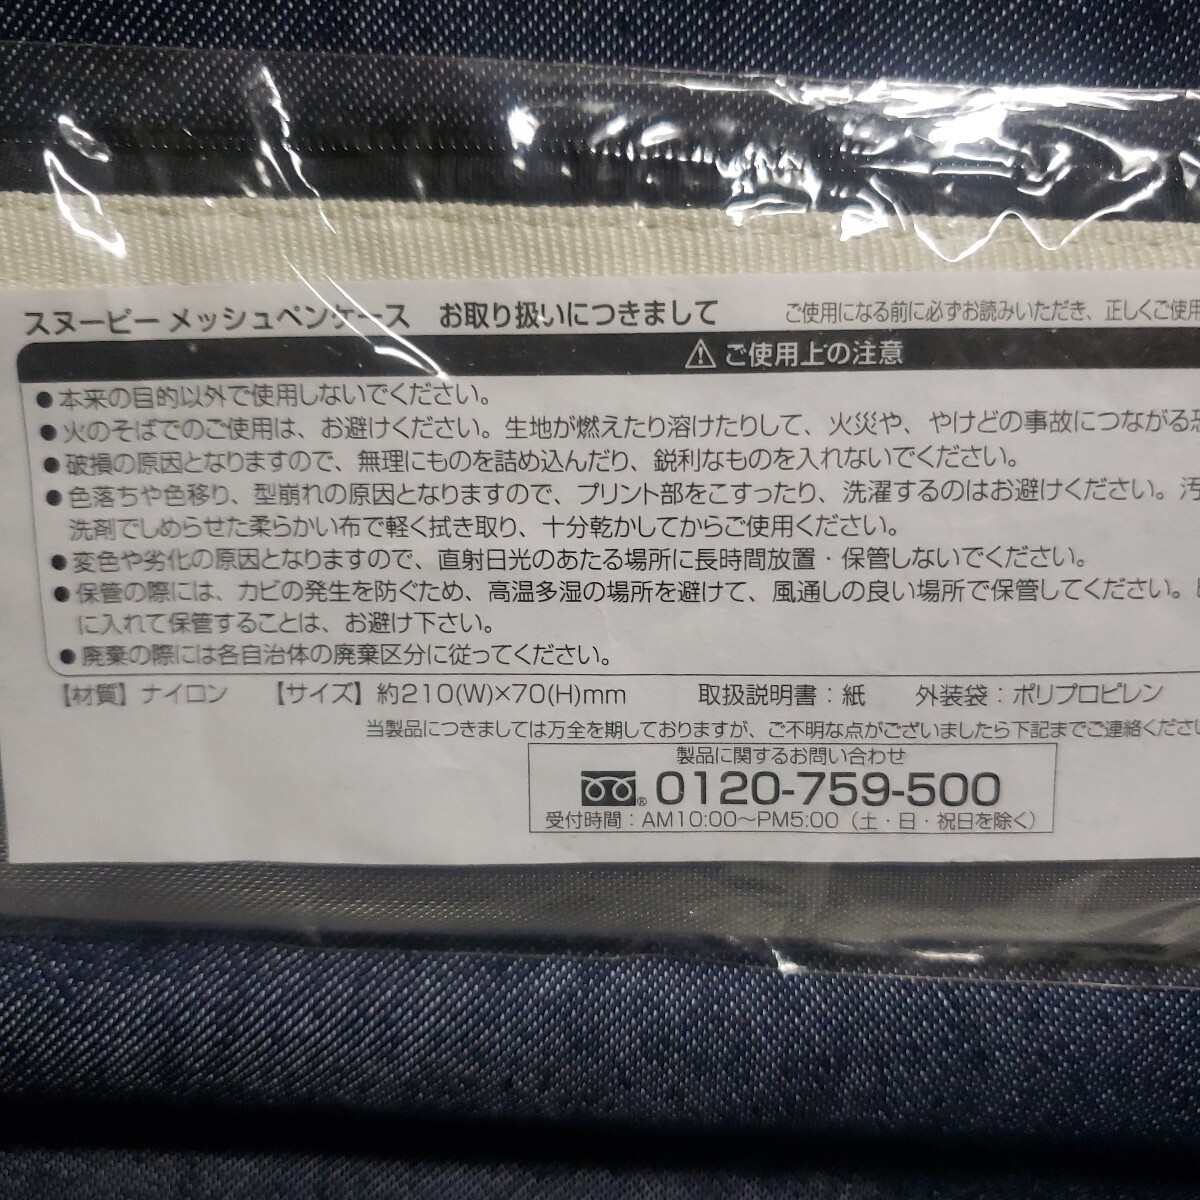 スヌーピー メッシュペンケース お取り扱いにつきまして ご使用になる前に必ずお読みいただき、正しくご使用
⚠ ご使用上の注意
●本来の目的以外で使用しないでください。
●火のそばでのご使用は、お避けください。生地が燃えたり溶けたりして、火災や、やけどの事故につながる
●破損の原因となりますので、無理にものを詰め込んだり、鋭利なものを入れないでください。
●色落ちや色移り、型崩れの原因となりますので、プリント部をこすったり、洗濯するのはお避けください。汚
洗剤でしめらせた柔らかい布で軽く拭き取り、十分乾かしてからご使用ください。
●変色や劣化の原因となりますので、直射日光のあたる場所に長時間放置・保管しないでください。
●保管の際には、カビの発生を防ぐため、高温多湿の場所を避けて、風通しの良い場所で保管してください。
に入れて保管することは、お避け下さい。
●廃棄の際には各自治体の廃棄区分に従ってください。
【材質】ナイロン 【サイズ】約210(W)×70(H)mm 取扱説明書：紙 外装袋：ポリプロピレン
当製品につきましては万全を期しておりますが、ご不明な点がございましたら下記までご連絡くださ
製品に関するお問い合わせ
® 0120-759-500
受付時間：AM10:00〜PM5:00（土・日・祝日を除く）